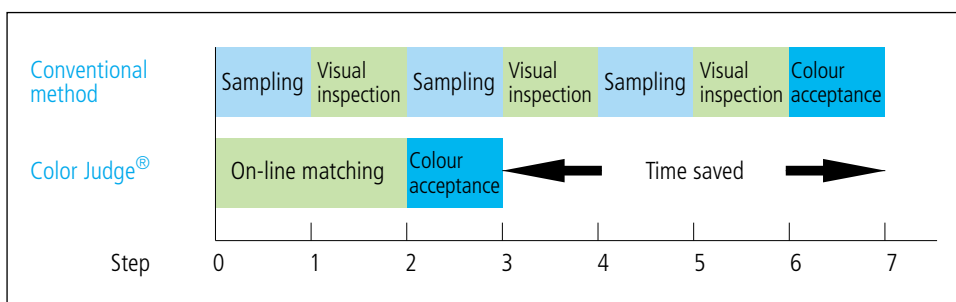 Conventional
method
Sampling
Visual
inspection
Sampling
Visual
inspection
Sampling
Visual
inspection
Colour
acceptance
Color Judge®
On-line matching
Colour
acceptance
Time saved
Step 0 1 2 3 4 5 6 7